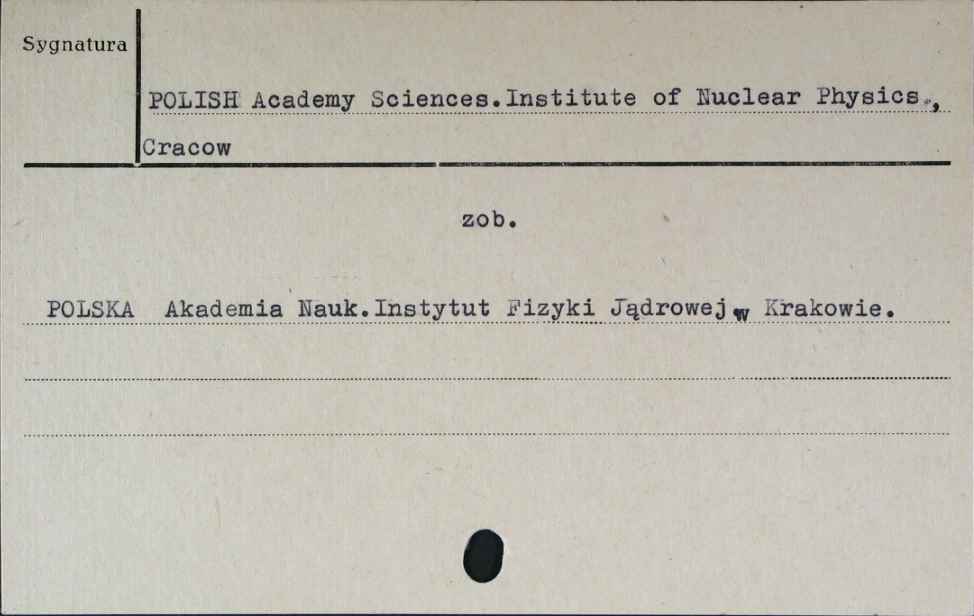 Sygnatura
POLISH Academy Sciences.Institute of Nuclear Physics.,
Cracow
zob.
POLSKA Akademia Nauk.Instytut Fizyki Jądrowej w Krakowie.